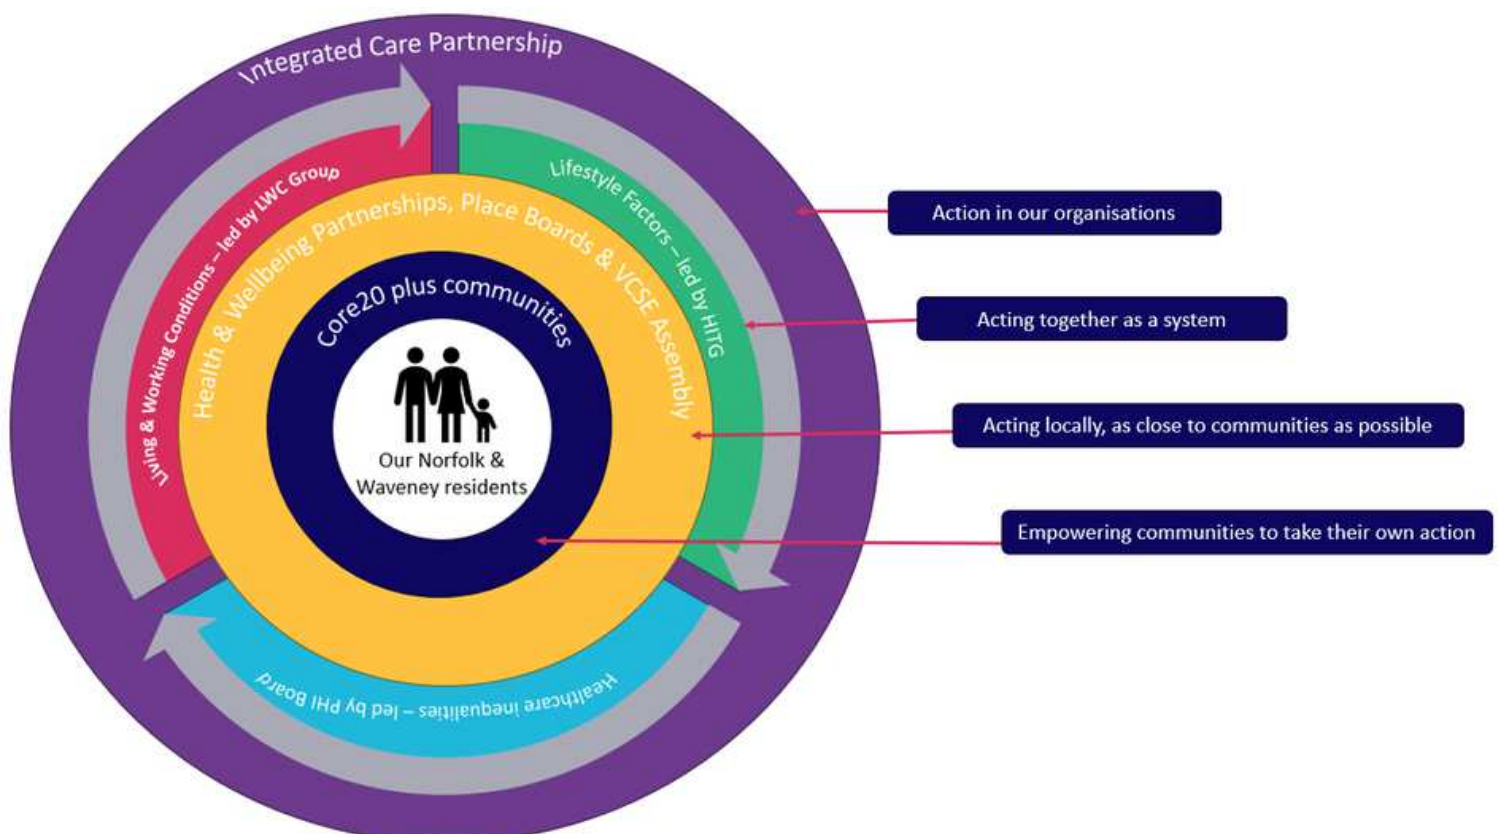 Integrated Care Partnership
Living & Working Conditions – led by LWC Group
Lifestyle Factors – led by HITG
Healthcare inequalities – led by PHI Board
Health & Wellbeing Partnerships, Place Boards & VCSE Assembly
Core20 plus communities
Our Norfolk &
Waveney residents
Action in our organisations
Acting together as a system
Acting locally, as close to communities as possible
Empowering communities to take their own action